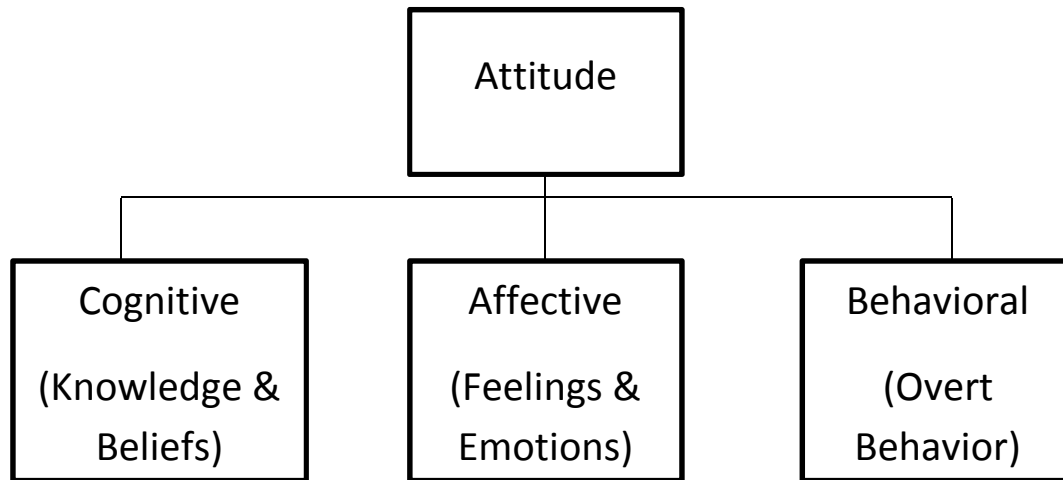 Attitude
Cognitive
(Knowledge &
Beliefs)
Affective
(Feelings &
Emotions)
Behavioral
(Overt
Behavior)